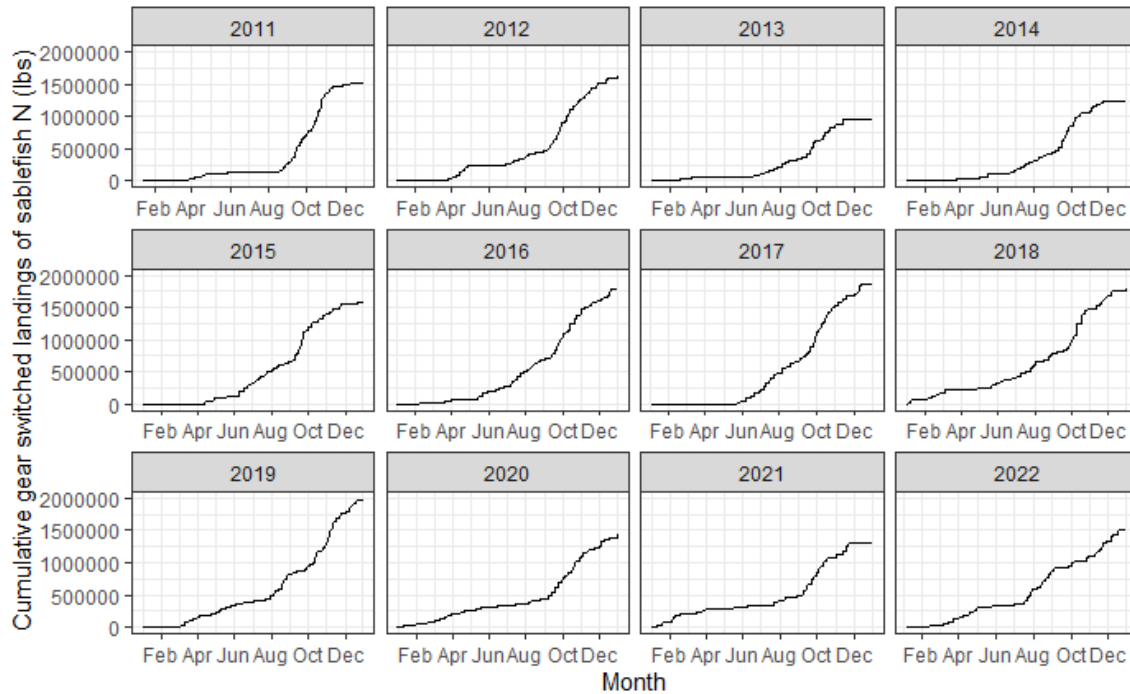 Cumulative gear switched landings of sablefish N (lbs)
2011 2012 2013 2014
2000000
1500000
1000000
500000
0
Feb Apr Jun Aug Oct Dec Feb Apr Jun Aug Oct Dec Feb Apr Jun Aug Oct Dec Feb Apr Jun Aug Oct Dec
2015 2016 2017 2018
2000000
1500000
1000000
500000
0
Feb Apr Jun Aug Oct Dec Feb Apr Jun Aug Oct Dec Feb Apr Jun Aug Oct Dec Feb Apr Jun Aug Oct Dec
2019 2020 2021 2022
2000000
1500000
1000000
500000
0
Feb Apr Jun Aug Oct Dec Feb Apr Jun Aug Oct Dec Feb Apr Jun Aug Oct Dec Feb Apr Jun Aug Oct Dec
Month